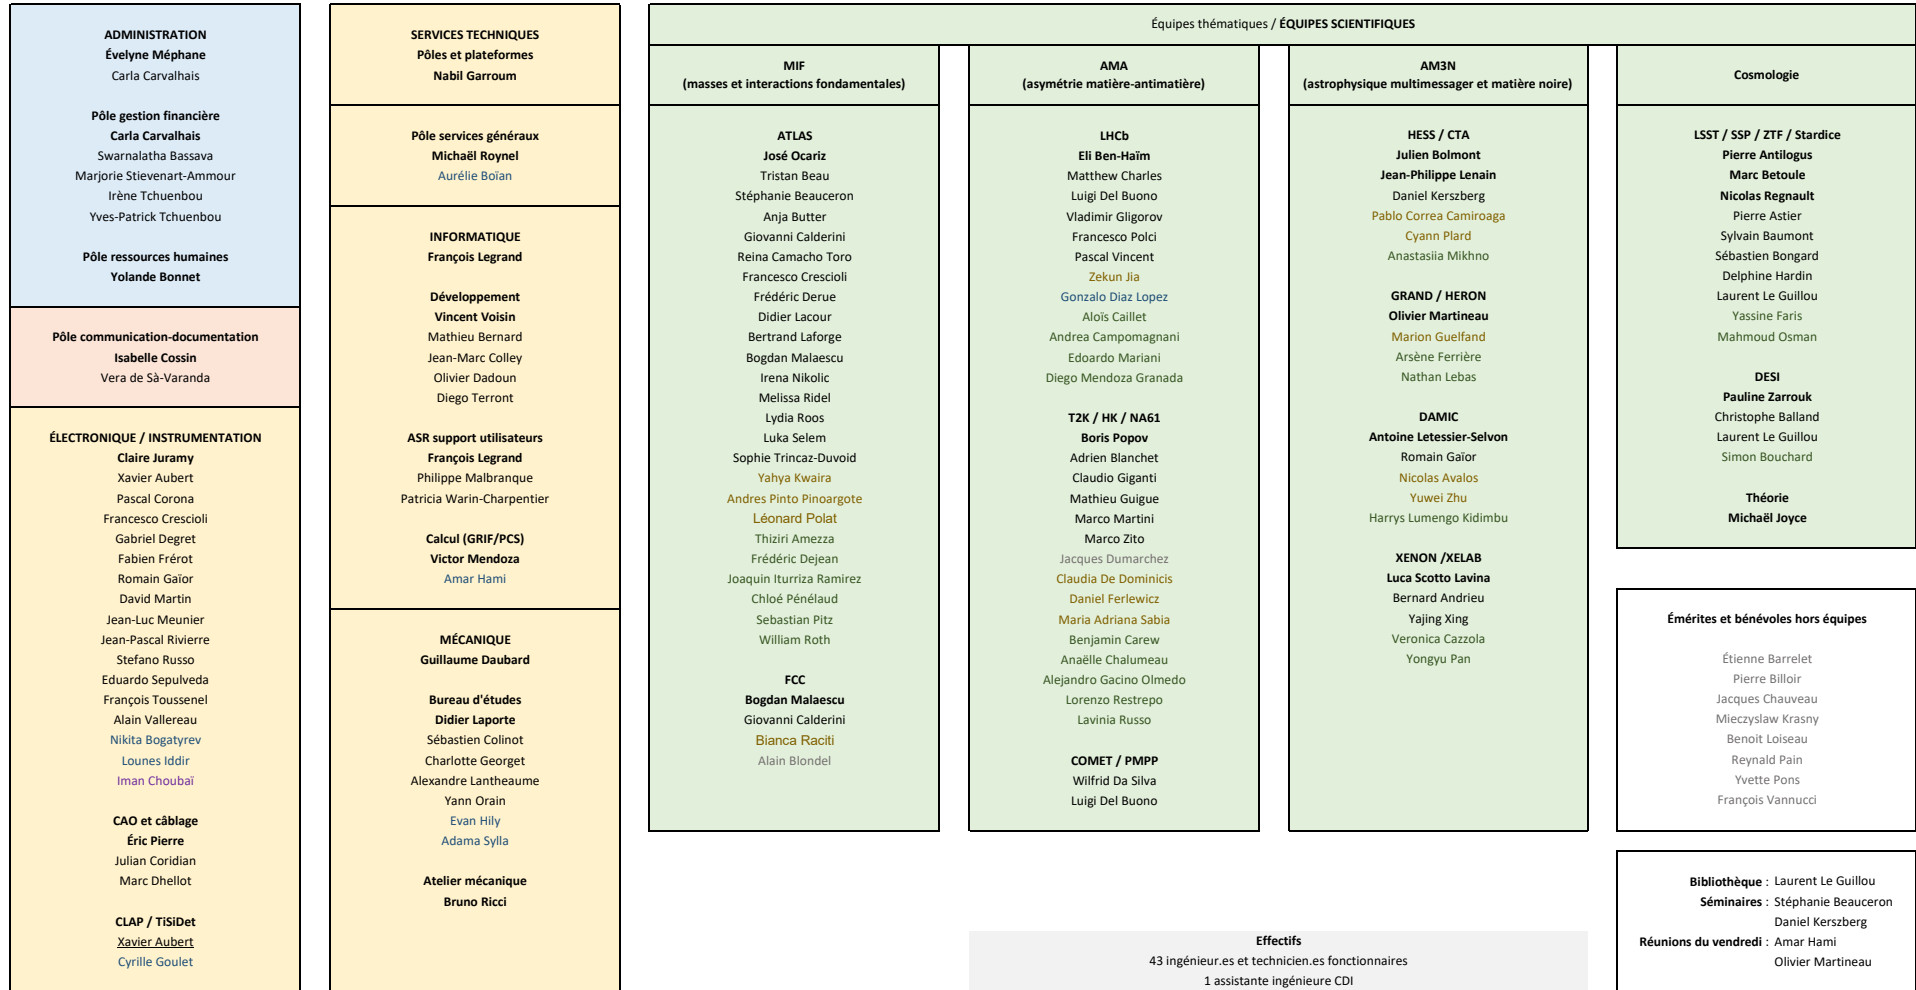 ADMINISTRATION
Évelyne Méphane
Carla Carvalhais
Pôle gestion financière
Carla Carvalhais
Swarnalatha Bassava
Marjorie Stievenart-Ammour
Irène Tchuenbou
Yves-Patrick Tchuenbou
Pôle ressources humaines
Yolande Bonnet
Pôle communication-documentation
Isabelle Cossin
Vera de Sà-Varanda
ÉLECTRONIQUE / INSTRUMENTATION
Claire Juramy
Xavier Aubert
Pascal Corona
Francesco Crescioli
Gabriel Degret
Fabien Frérot
Romain Gaïor
David Martin
Jean-Luc Meunier
Jean-Pascal Rivierre
Stefano Russo
Eduardo Sepulveda
François Toussenel
Alain Vallereau
Nikita Bogatyrev
Lounes Iddir
Iman Choubaï
CAO et câblage
Éric Pierre
Julian Coridian
Marc Dhellot
CLAP / TiSiDet
Xavier Aubert
Cyrille Goulet
SERVICES TECHNIQUES
Pôles et plateformes
Nabil Garroum
Pôle services généraux
Michaël Roynel
Aurélie Boïan
INFORMATIQUE
François Legrand
Développement
Vincent Voisin
Mathieu Bernard
Jean-Marc Colley
Olivier Dadoun
Diego Terront
ASR support utilisateurs
François Legrand
Philippe Malbranque
Patricia Warin-Charpentier
Calcul (GRIF/PCS)
Victor Mendoza
Amar Hami
MÉCANIQUE
Guillaume Daubard
Bureau d'études
Didier Laporte
Sébastien Colinot
Charlotte Georget
Alexandre Lantheaume
Yann Orain
Evan Hily
Adama Sylla
Atelier mécanique
Bruno Ricci
Équipes thématiques / ÉQUIPES SCIENTIFIQUES
MIF
(masses et interactions fondamentales)
ATLAS
José Ocariz
Tristan Beau
Stéphanie Beauceron
Anja Butter
Giovanni Calderini
Reina Camacho Toro
Francesco Crescioli
Frédéric Derue
Didier Lacour
Bertrand Laforge
Bogdan Malaescu
Irena Nikolic
Melissa Ridel
Lydia Roos
Luka Selem
Sophie Trincaz-Duvoid
Yahya Kwaira
Andres Pinto Pinoargote
Léonard Polat
Thiziri Amezza
Frédéric Dejean
Joaquin Iturriza Ramirez
Chloé Pénélaud
Sebastian Pitz
William Roth
FCC
Bogdan Malaescu
Giovanni Calderini
Bianca Raciti
Alain Blondel
AMA
(asymétrie matière-antimatière)
LHCb
Eli Ben-Haïm
Matthew Charles
Luigi Del Buono
Vladimir Gligorov
Francesco Polci
Pascal Vincent
Zekun Jia
Gonzalo Diaz Lopez
Aloïs Caillet
Andrea Campomagnani
Edoardo Mariani
Diego Mendoza Granada
T2K / HK / NA61
Boris Popov
Adrien Blanchet
Claudio Giganti
Mathieu Guigue
Marco Martini
Marco Zito
Jacques Dumarchez
Claudia De Dominicis
Daniel Ferlewicz
Maria Adriana Sabia
Benjamin Carew
Anaëlle Chalumeau
Alejandro Gacino Olmedo
Lorenzo Restrepo
Lavinia Russo
COMET / PMPP
Wilfrid Da Silva
Luigi Del Buono
AM3N
(astrophysique multimessager et matière noire)
HESS / CTA
Julien Bolmont
Jean-Philippe Lenain
Daniel Kerszberg
Pablo Correa Camiroaga
Cyann Plard
Anastasiia Mikhno
GRAND / HERON
Olivier Martineau
Marion Guelfand
Arsène Ferrière
Nathan Lebas
DAMIC
Antoine Letessier-Selvon
Romain Gaïor
Nicolas Avalos
Yuwei Zhu
Harrys Lumengo Kidimbu
XENON /XELAB
Luca Scotto Lavina
Bernard Andrieu
Yajing Xing
Veronica Cazzola
Yongyu Pan
Cosmologie
LSST / SSP / ZTF / Stardice
Pierre Antilogus
Marc Betoule
Nicolas Regnault
Pierre Astier
Sylvain Baumont
Sébastien Bongard
Delphine Hardin
Laurent Le Guillou
Yassine Faris
Mahmoud Osman
DESI
Pauline Zarrouk
Christophe Balland
Laurent Le Guillou
Simon Bouchard
Théorie
Michaël Joyce
Émérites et bénévoles hors équipes
Étienne Barrelet
Pierre Billoir
Jacques Chauveau
Mieczyslaw Krasny
Benoit Loiseau
Reynald Pain
Yvette Pons
François Vannucci
Bibliothèque : Laurent Le Guillou
Séminaires : Stéphanie Beauceron
Daniel Kerszberg
Réunions du vendredi : Amar Hami
Olivier Martineau
Effectifs
43 ingénieur.es et technicien.es fonctionnaires
1 assistante ingénieure CDI